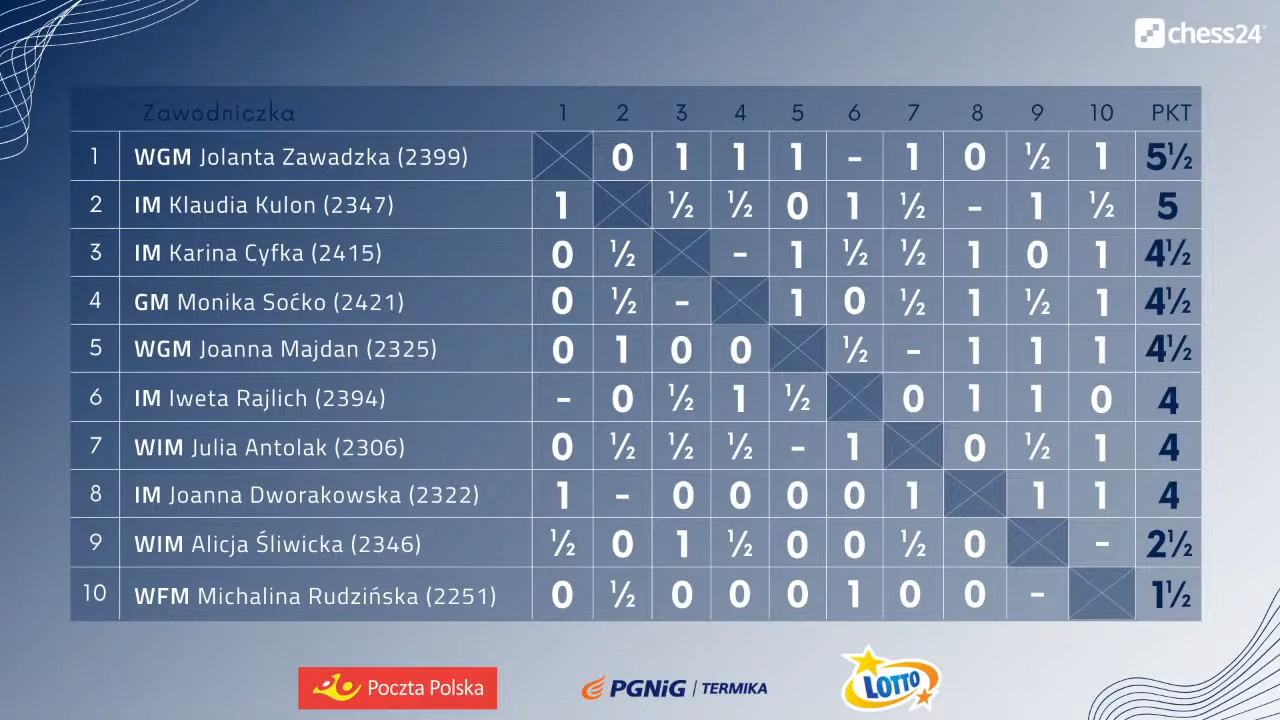 chess24
Zawodniczka 1 2 3 4 5 6 7 8 9 10 PKT
1 WGM Jolanta Zawadzka (2399) 0 1 1 1 - 1 0 ½ 1 5½
2 IM Klaudia Kulon (2347) 1 ½ ½ 0 1 ½ - 1 ½ 5
3 IM Karina Cyfka (2415) 0 ½ - 1 ½ ½ 1 0 1 4½
4 GM Monika Soćko (2421) 0 ½ - 1 0 ½ 1 ½ 1 4½
5 WGM Joanna Majdan (2325) 0 1 0 0 ½ - 1 1 1 4½
6 IM Iweta Rajlich (2394) - 0 ½ 1 ½ 0 1 1 0 4
7 WIM Julia Antolak (2306) 0 ½ ½ ½ - 1 0 ½ 1 4
8 IM Joanna Dworakowska (2322) 1 - 0 0 0 0 1 1 1 4
9 WIM Alicja Śliwicka (2346) ½ 0 1 ½ 0 0 ½ 0 - 2½
10 WFM Michalina Rudzińska (2251) 0 ½ 0 0 0 1 0 0 - 1½
Poczta Polska PGNiG | TERMIKA LOTTO